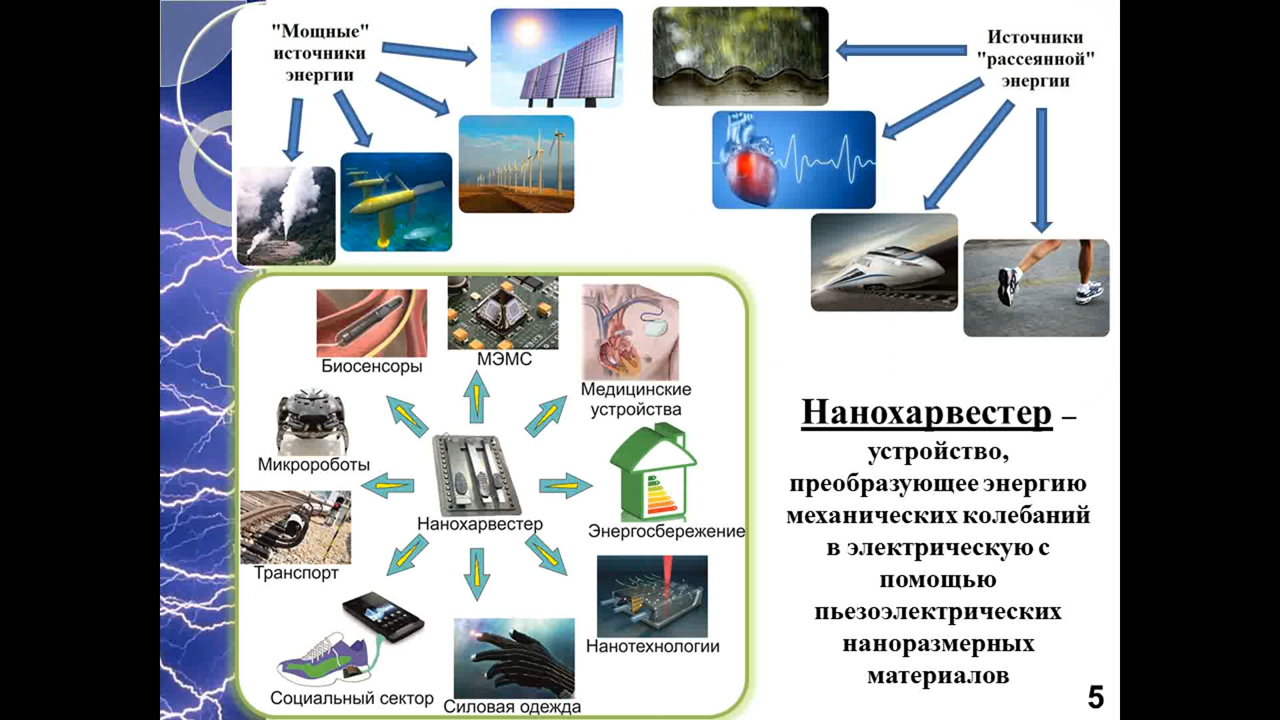 "Мощные"
источники
энергии
Источники
"рассеянной"
энергии
Биосенсоры
МЭМС
Медицинские
устройства
Микророботы
Нанохарвестер
Энергосбережение
Транспорт
Нанотехнологии
Социальный сектор
Силовая одежда
Нанохарвестер –
устройство,
преобразующее энергию
механических колебаний
в электрическую с
помощью
пьезоэлектрических
наноразмерных
материалов
5